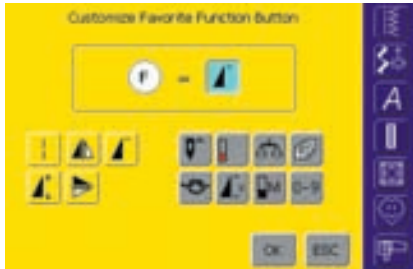 Customize Favorite Function Button
F =
A
M 0-9
OK ESC